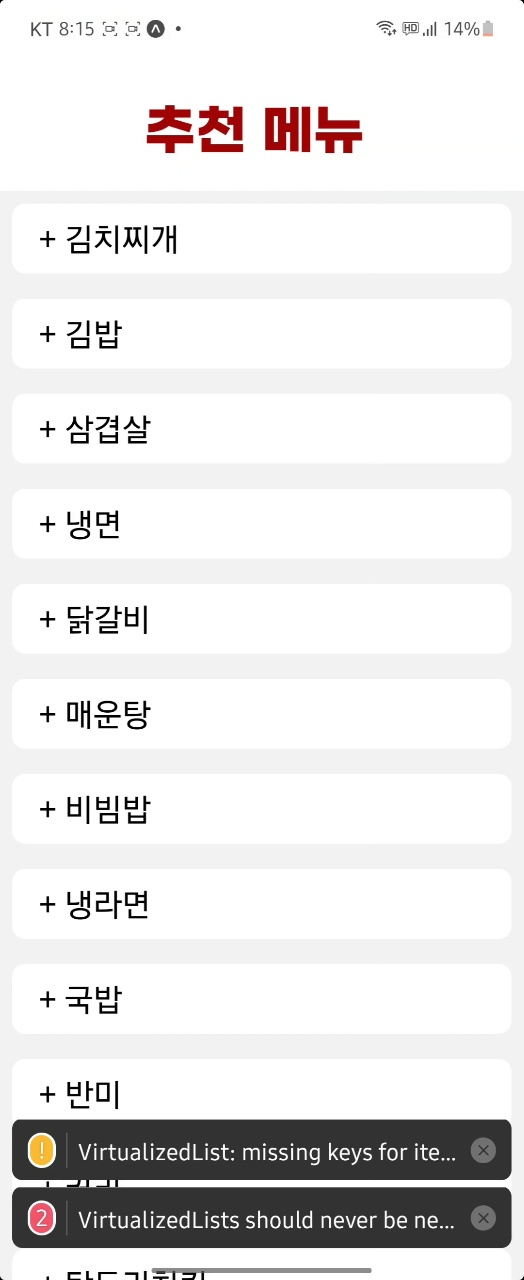 KT 8:15
HD 14%
추천 메뉴
+ 김치찌개
+ 김밥
+ 삼겹살
+ 냉면
+ 닭갈비
+ 매운탕
+ 비빔밥
+ 냉라면
+ 국밥
+ 반미
! VirtualizedList: missing keys for ite...
2 VirtualizedLists should never be ne...